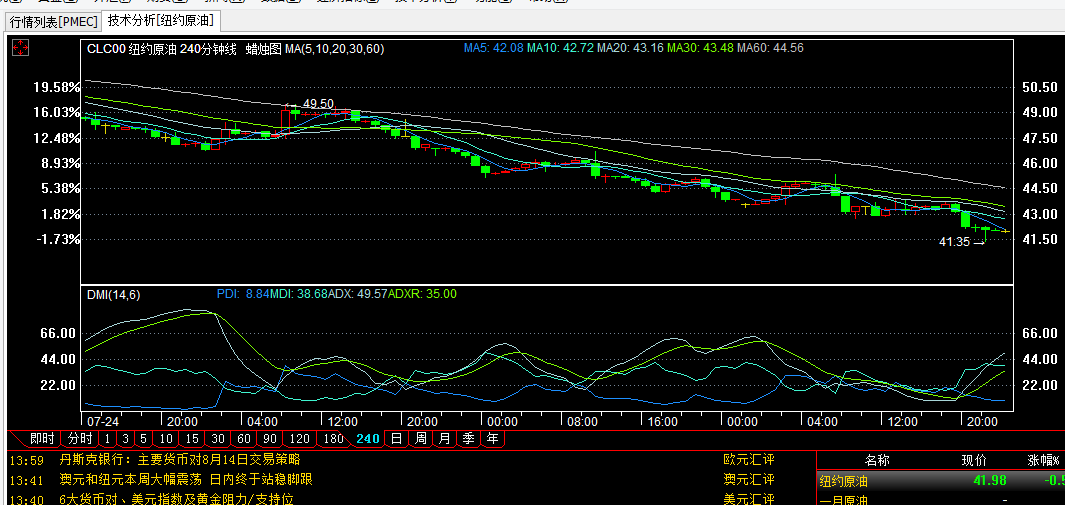 行情列表[PMEC] 技术分析[纽约原油]
CLC00 纽约原油 240分钟线 蜡烛图 MA(5,10,20,30,60) MA5: 42.08 MA10: 42.72 MA20: 43.16 MA30: 43.48 MA60: 44.56
19.58% 50.50
16.03% 49.50 49.00
12.48% 47.50
8.93% 46.00
5.38% 44.50
1.82% 43.00
-1.73% 41.35 41.50
DMI(14,6) PDI: 8.84 MDI: 38.68 ADX: 49.57 ADXR: 35.00
66.00 66.00
44.00 44.00
22.00 22.00
07-24 20:00 04:00 12:00 20:00 00:00 08:00 16:00 00:00 04:00 12:00 20:00
即时 分时 1 3 5 10 15 30 60 90 120 180 240 日 周 月 季 年
13:59 丹斯克银行：主要货币对8月14日交易策略 欧元汇评 名称 现价 涨幅%
13:41 澳元和纽元本周大幅震荡 日内终于站稳脚跟 澳元汇评 纽约原油 41.98
13:40 6大货币对、美元指数及黄金阻力/支持位 美元汇评 一月原油 -